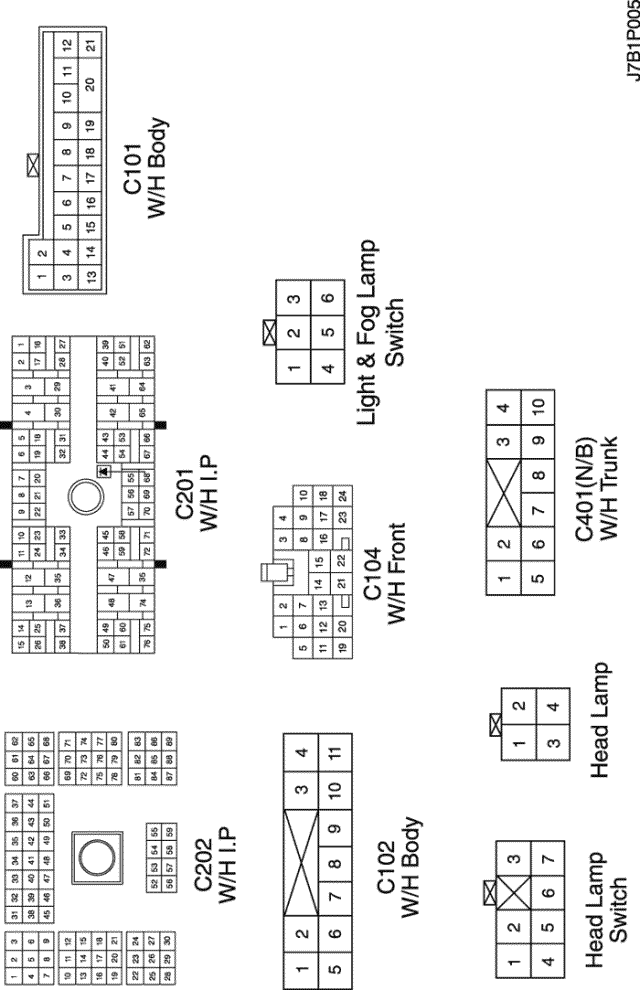 1 2 3
4 5 6
7 8 9
10 11 12
13 14 15
16 17 18
19 20 21
22 23 24
25 26 27
28 29 30
31 32 33 34 35 36 37
38 39 40 41 42 43 44
45 46 47 48 49 50 51
52 53 54 55
56 57 58 59
60 61 62
63 64 65
66 67 68
69 70 71
72 73 74
75 76 77
78 79 80
81 82 83
84 85 86
87 88 89
C202
W/H I.P
15 14 13 12 11 10 9 8 7 6 5 4 3 2 1
26 25 24 23 22 21 20 19 18 17 16
38 37 36 35 34 33 32 31 30 29 28 27
50 49 48 47 46 45 44 43 42 41 40 39
61 60 59 58 57 56 55 54 53 52 51
76 75 74 35 72 71 70 69 68 67 66 65 64 63 62
C201
W/H I.P
1 2
3 4 5 6 7 8 9 10 11 12
13 14 15 16 17 18 19 20 21
C101
W/H Body
1 2 3 4
5 6 7 8 9 10 11
C102
W/H Body
1 2 3 4
5 6 7 8 9 10
11 12 13 14 15 16 17 18
19 20 21 22 23 24
C104
W/H Front
1 2 3
4 5 6
Light & Fog Lamp
Switch
1 2 3
4 5 6 7
Head Lamp
Switch
1 2
3 4
Head Lamp
1 2 3 4
5 6 7 8 9 10
C401(N/B)
W/H Trunk
J7B1P005